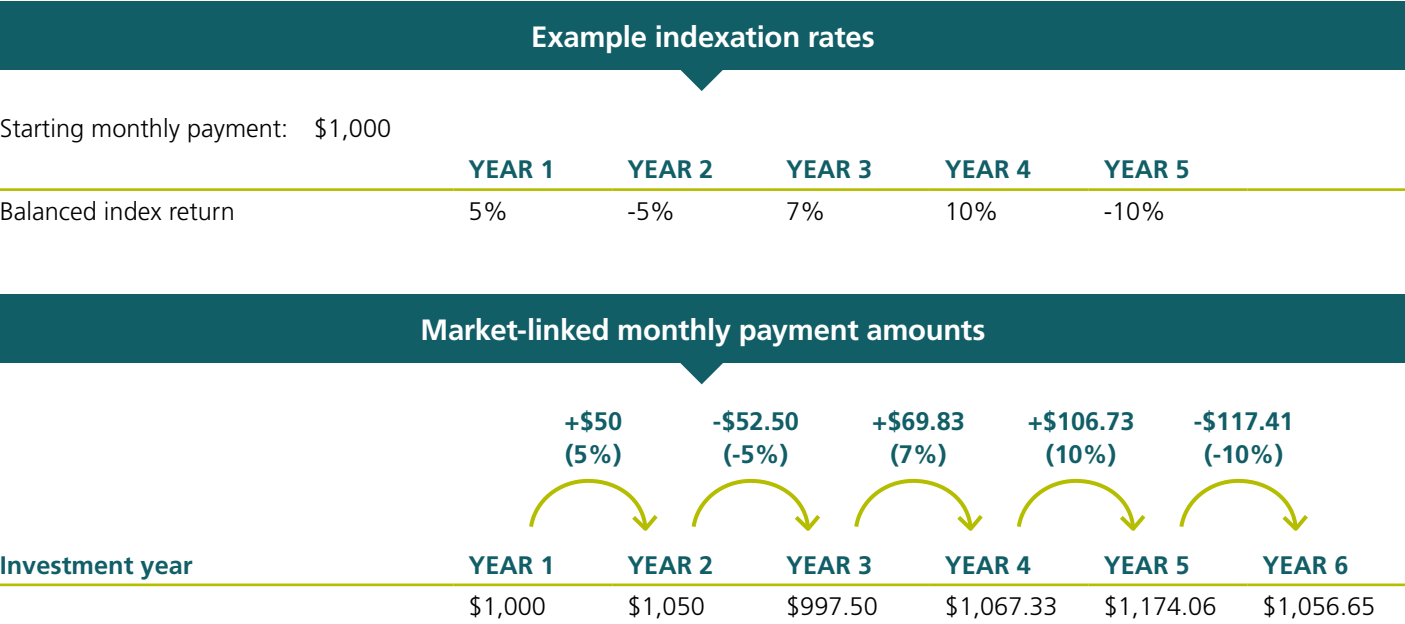 Example indexation rates
Starting monthly payment: $1,000
YEAR 1 YEAR 2 YEAR 3 YEAR 4 YEAR 5
Balanced index return 5% -5% 7% 10% -10%
Market-linked monthly payment amounts
+$50 -$52.50 +$69.83 +$106.73 -$117.41
(5%) (-5%) (7%) (10%) (-10%)
Investment year YEAR 1 YEAR 2 YEAR 3 YEAR 4 YEAR 5 YEAR 6
$1,000 $1,050 $997.50 $1,067.33 $1,174.06 $1,056.65